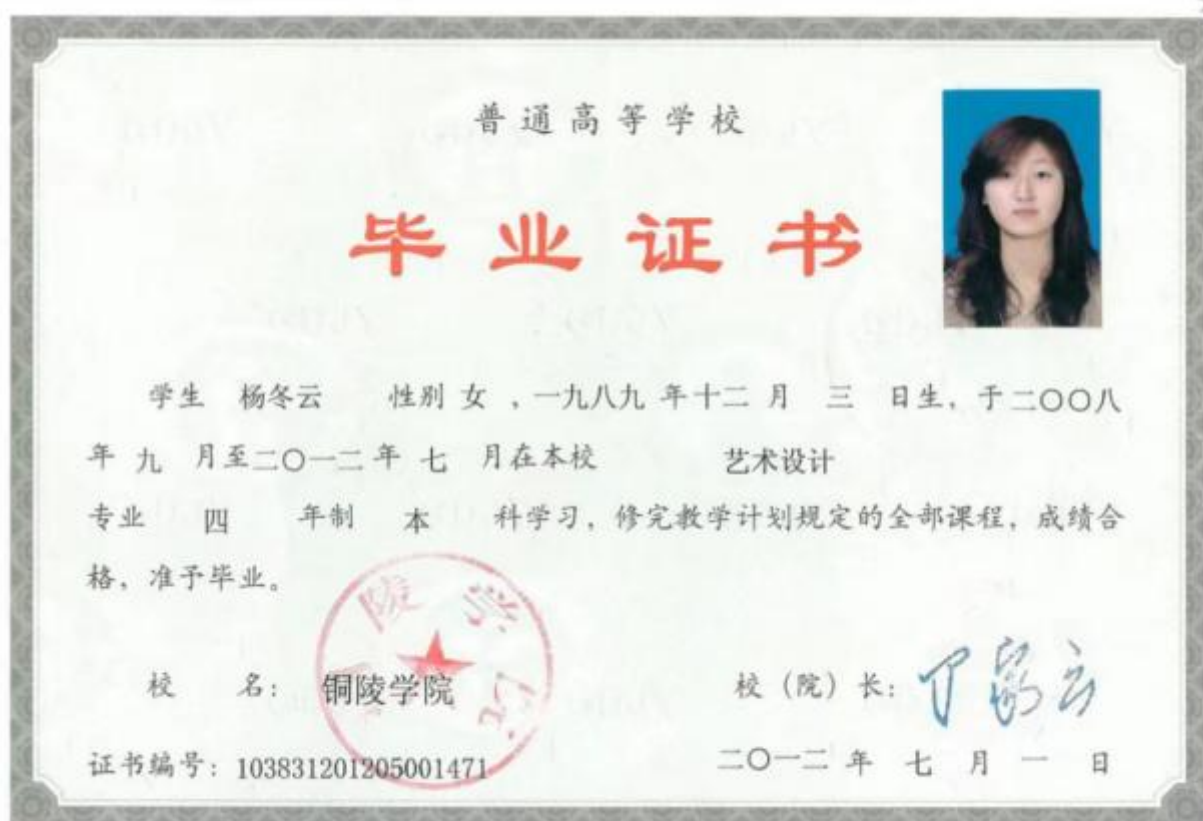 普通高等学校
毕业证书
学生 杨冬云 性别 女 ，一九八九 年十二 月 三 日生，于二〇〇八
年 九 月至二〇一二年 七 月在本校 艺术设计
专业 四 年制 本 科学习，修完教学计划规定的全部课程，成绩合
格，准予毕业。
陵学
校 名：铜陵学院
校（院）长：丁家云
证书编号：103831201205001471
二〇一二 年 七 月 一 日